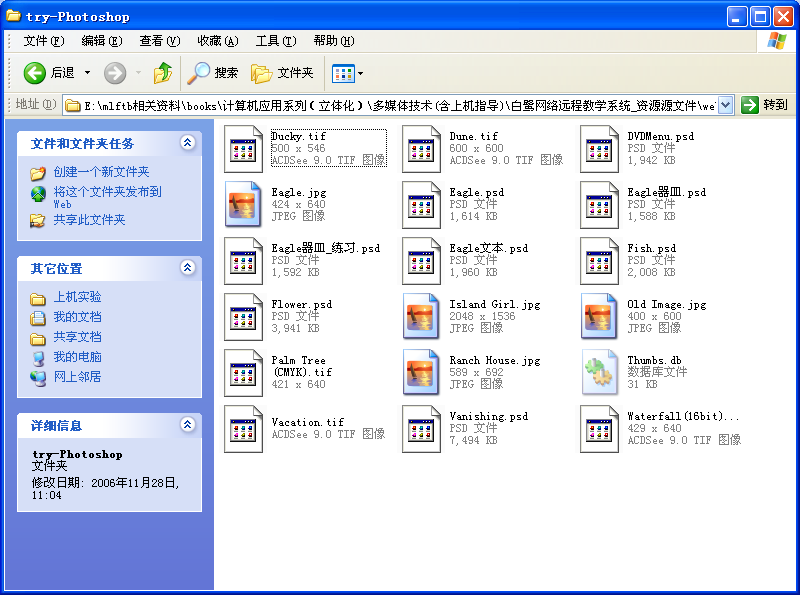 try-Photoshop
文件(F) 编辑(E) 查看(V) 收藏(A) 工具(T) 帮助(H)
后退 搜索 文件夹
地址(D) E:\mlftb相关资料\books\计算机应用系列(立体化)\多媒体技术(含上机指导)\白鹭网络远程教学系统_资源源文件\we 转到
文件和文件夹任务
创建一个新文件夹
将这个文件夹发布到
Web
共享此文件夹
其它位置
上机实验
我的文档
共享文档
我的电脑
网上邻居
详细信息
try-Photoshop
文件夹
修改日期: 2006年11月28日,
11:04
Ducky.tif
500 x 546
ACDSee 9.0 TIF 图像
Dune.tif
600 x 600
ACDSee 9.0 TIF 图像
DVDMenu.psd
PSD 文件
1,942 KB
Eagle.jpg
424 x 640
JPEG 图像
Eagle.psd
PSD 文件
1,614 KB
Eagle器皿.psd
PSD 文件
1,588 KB
Eagle器皿_练习.psd
PSD 文件
1,592 KB
Eagle文本.psd
PSD 文件
1,960 KB
Fish.psd
PSD 文件
2,008 KB
Flower.psd
PSD 文件
3,941 KB
Island Girl.jpg
2048 x 1536
JPEG 图像
Old Image.jpg
400 x 600
JPEG 图像
Palm Tree
(CMYK).tif
421 x 640
Ranch House.jpg
589 x 692
JPEG 图像
Thumbs.db
数据库文件
31 KB
Vacation.tif
ACDSee 9.0 TIF 图像
Vanishing.psd
PSD 文件
7,494 KB
Waterfall(16bit)...
429 x 640
ACDSee 9.0 TIF 图像